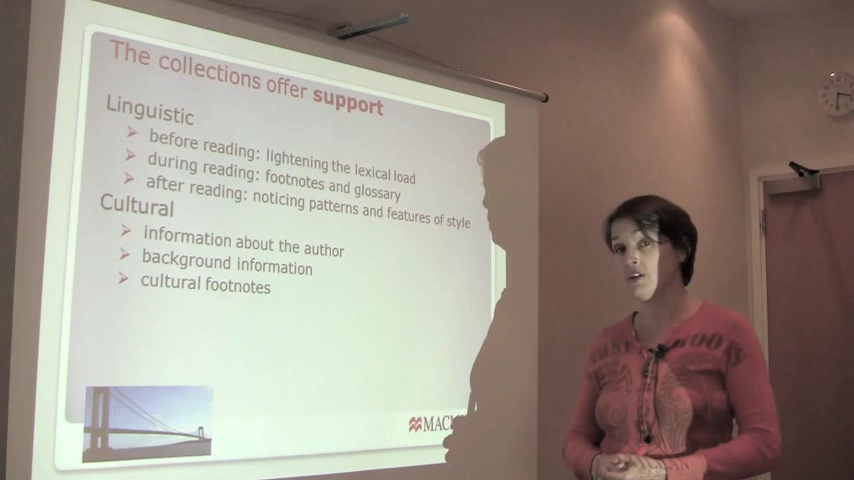 The collections offer support
Linguistic
before reading: lightening the lexical load
during reading: footnotes and glossary
after reading: noticing patterns and features of style
Cultural
information about the author
background information
cultural footnotes